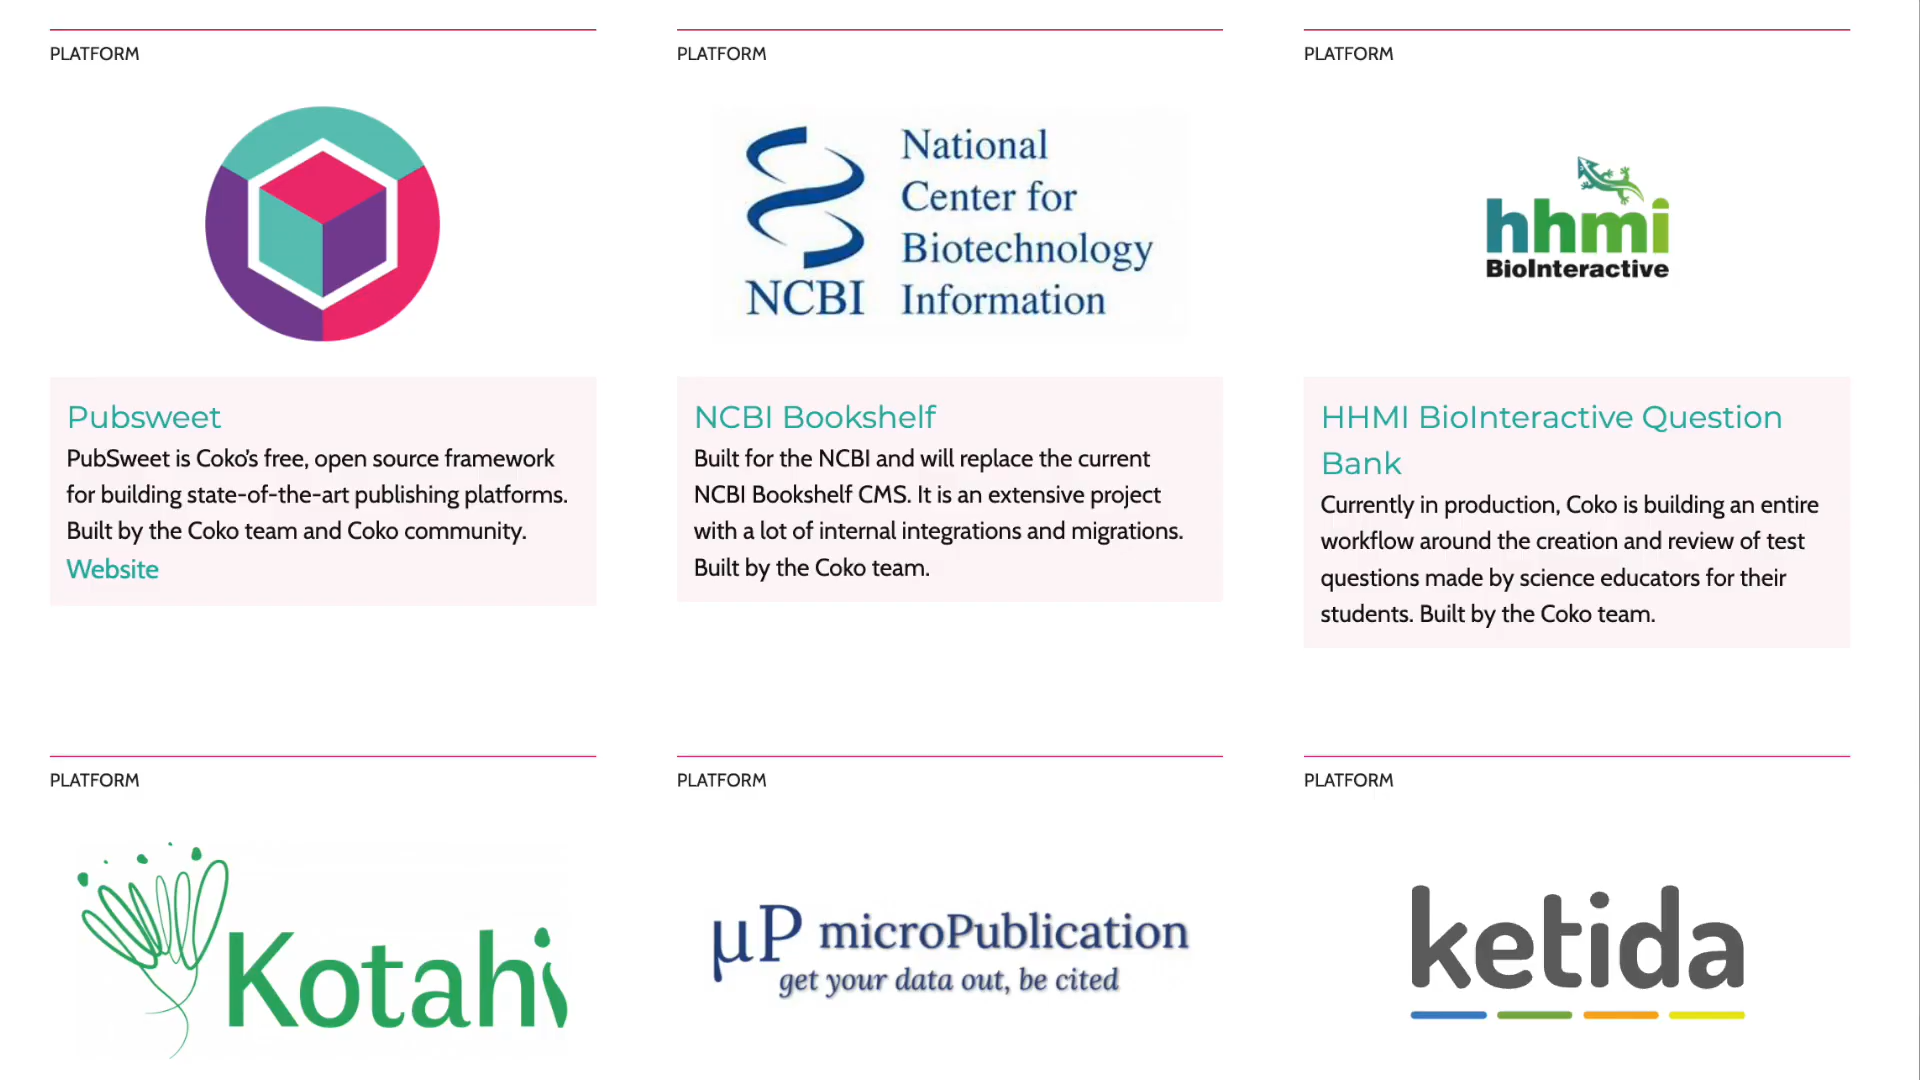 PLATFORM
National
Center for
Biotechnology
Information
NCBI
PLATFORM
PLATFORM
hhmi
BioInteractive
Pubsweet
PubSweet is Coko's free, open source framework
for building state-of-the-art publishing platforms.
Built by the Coko team and Coko community.
Website
NCBI Bookshelf
Built for the NCBI and will replace the current
NCBI Bookshelf CMS. It is an extensive project
with a lot of internal integrations and migrations.
Built by the Coko team.
HHMI BioInteractive Question
Bank
Currently in production, Coko is building an entire
workflow around the creation and review of test
questions made by science educators for their
students. Built by the Coko team.
PLATFORM
Kotahi
PLATFORM
µP microPublication
get your data out, be cited
PLATFORM
ketida